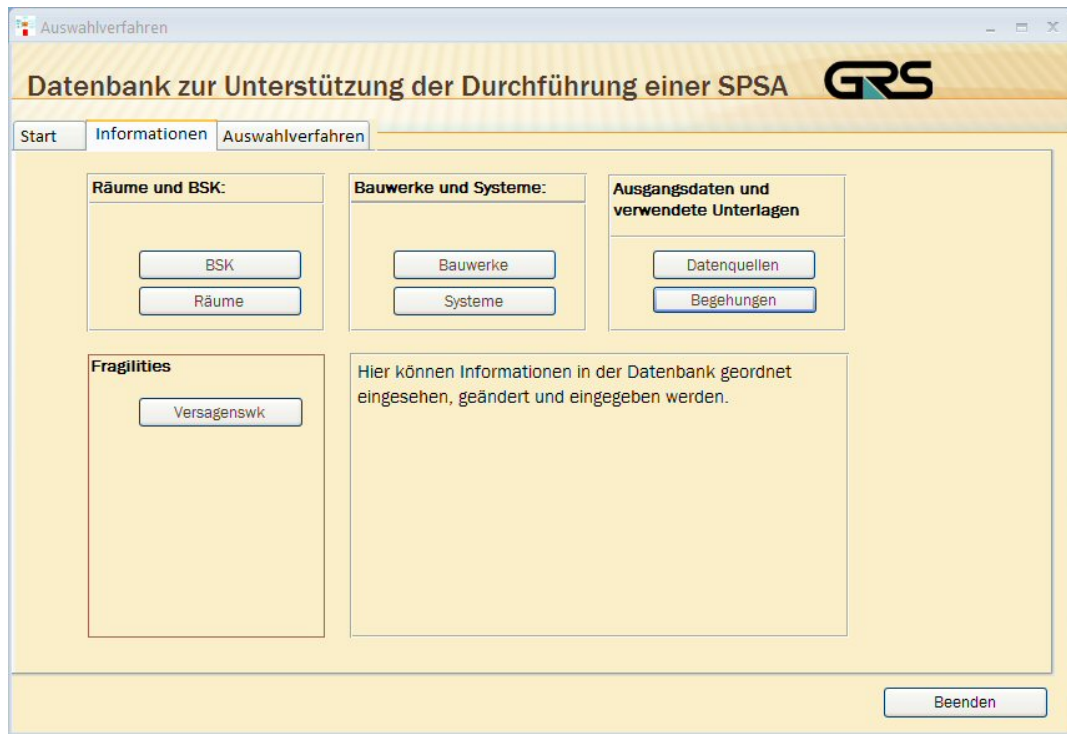 Auswahlverfahren
Datenbank zur Unterstützung der Durchführung einer SPSA
GRS
Start
Informationen
Auswahlverfahren
Räume und BSK:
BSK
Räume
Bauwerke und Systeme:
Bauwerke
Systeme
Ausgangsdaten und
verwendete Unterlagen
Datenquellen
Begehungen
Fragilities
Versagenswk
Hier können Informationen in der Datenbank geordnet
eingesehen, geändert und eingegeben werden.
Beenden